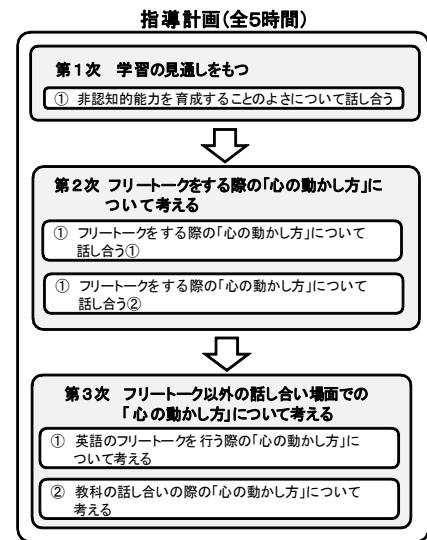 指導計画(全5時間)
第1次 学習の見通しをもつ
① 非認知的能力を育成することのよさについて話し合う
第2次 フリートークをする際の「心の動かし方」に
ついて考える
① フリートークをする際の「心の動かし方」について
話し合う①
① フリートークをする際の「心の動かし方」について
話し合う②
第3次 フリートーク以外の話し合い場面での
「心の動かし方」について考える
① 英語のフリートークを行う際の「心の動かし方」に
ついて考える
② 教科の話し合いの際の「心の動かし方」について
考える